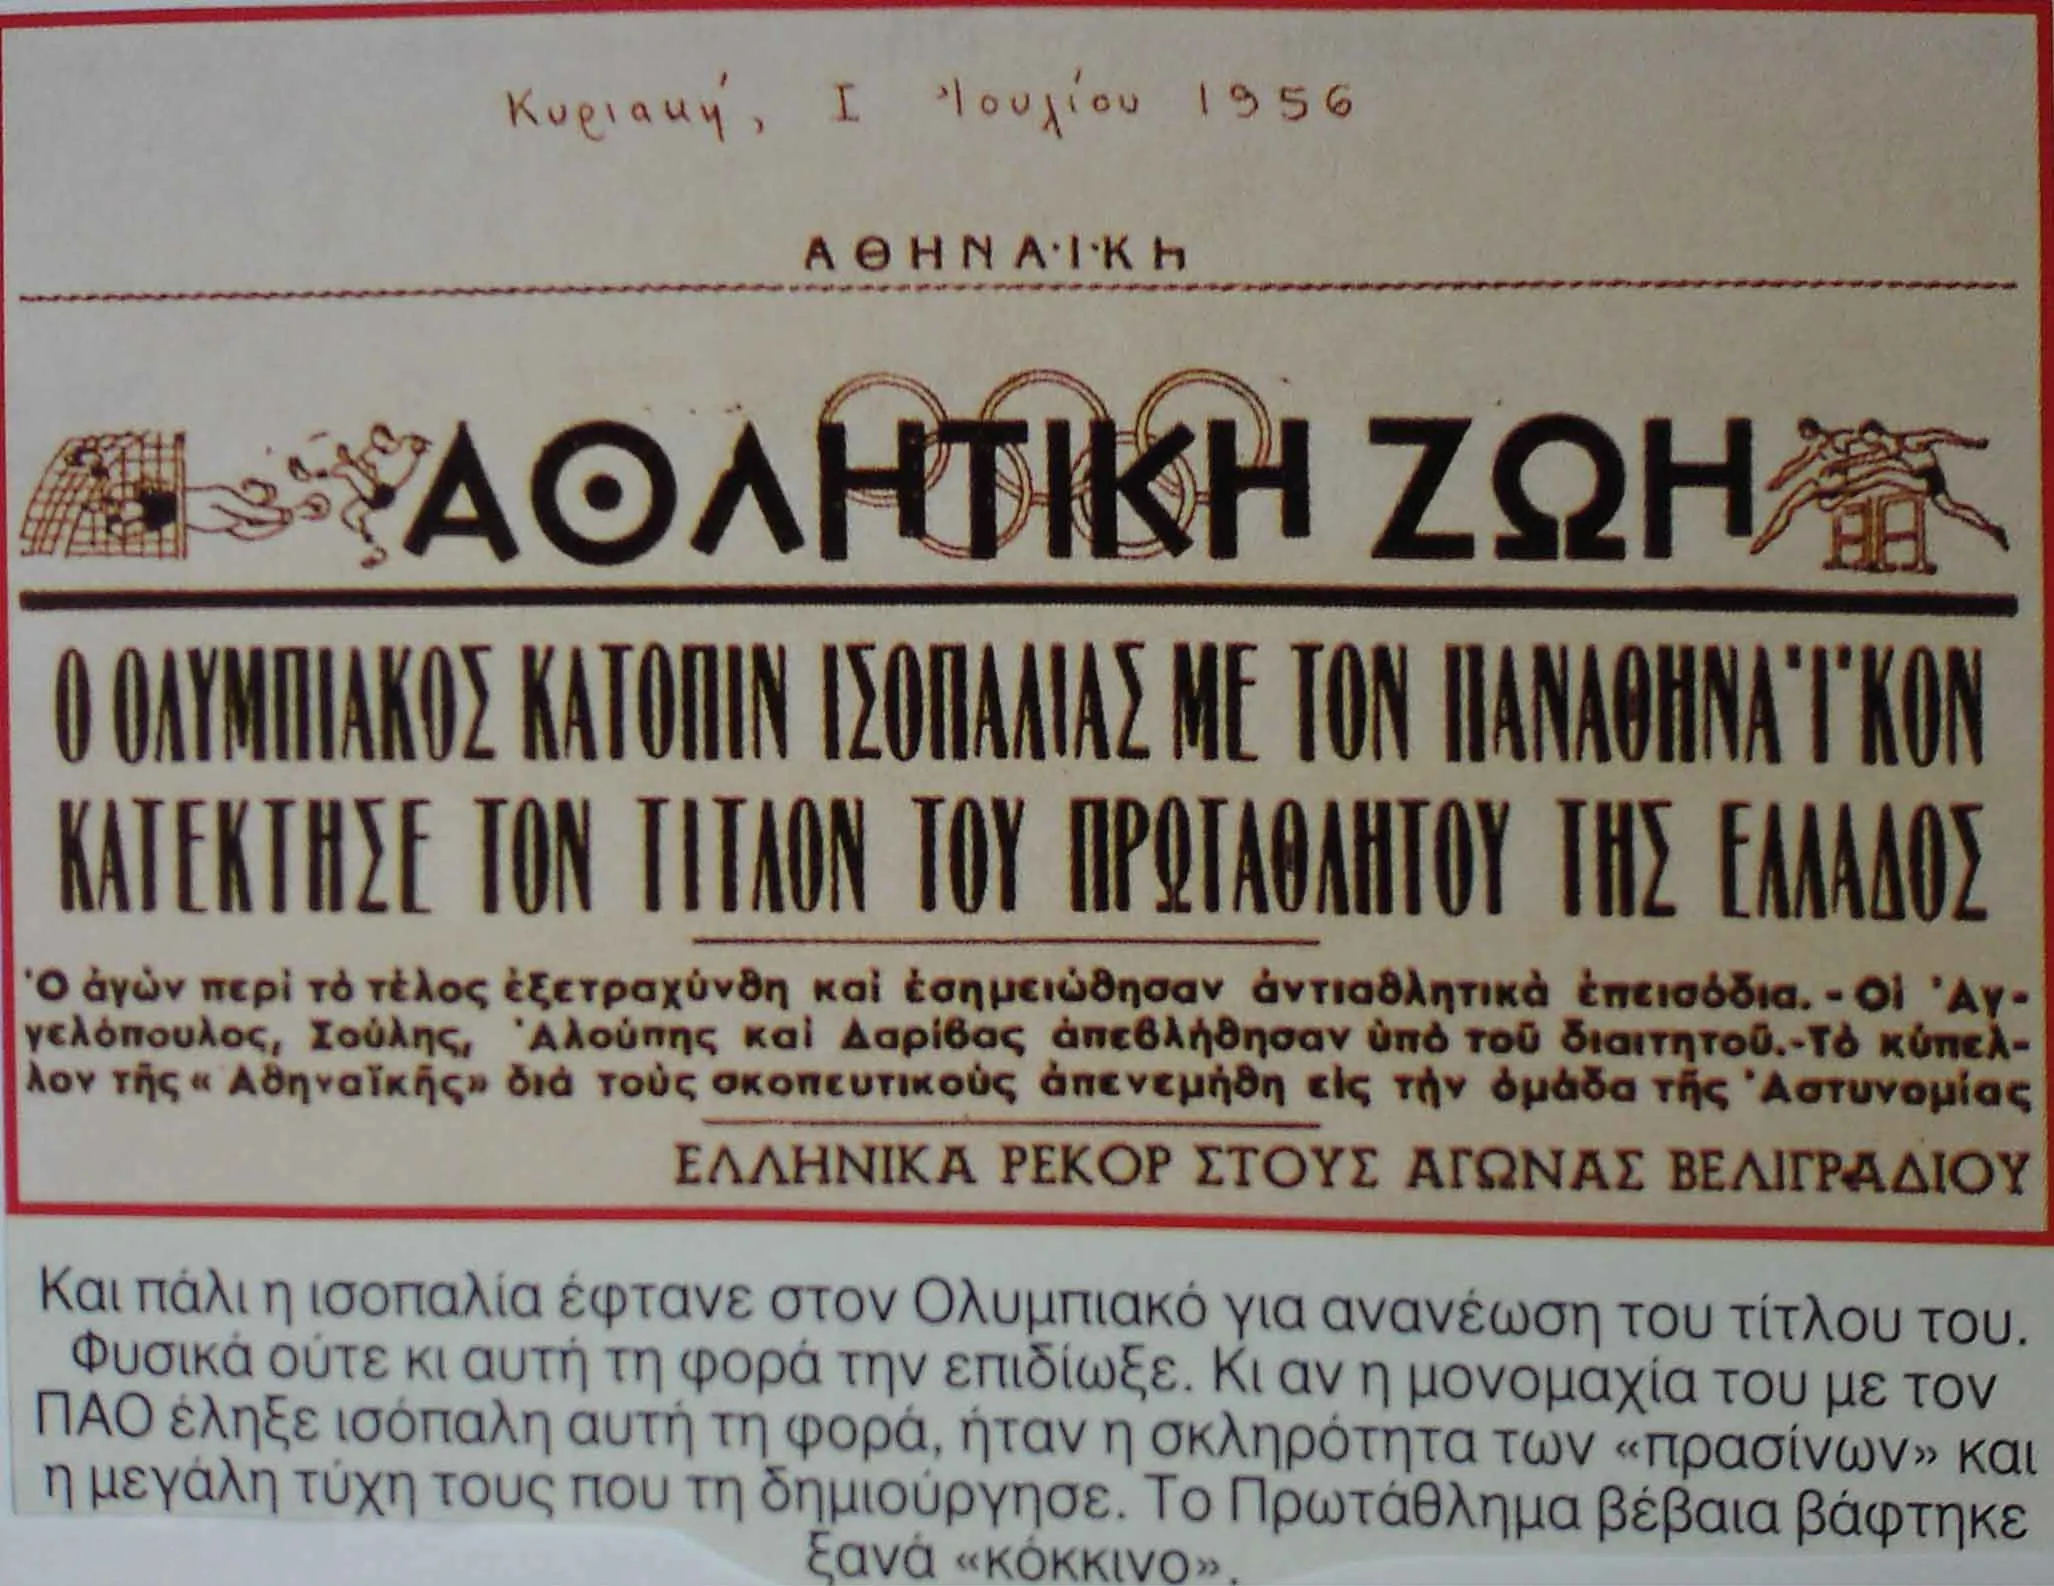 Κυριακή, I Ἰουλίου 1956
ΑΘΗΝΑ·Ι·ΚΗ
ΑΘΛΗΤΙΚΗ ΖΩΗ
Ο ΟΛΥΜΠΙΑΚΟΣ ΚΑΤΟΠΙΝ ΙΣΟΠΑΛΙΑΣ ΜΕ ΤΟΝ ΠΑΝΑΘΗΝΑ·Ι·ΚΟΝ
ΚΑΤΕΚΤΗΣΕ ΤΟΝ ΤΙΤΛΟΝ ΤΟΥ ΠΡΩΤΑΘΛΗΤΟΥ ΤΗΣ ΕΛΛΑΔΟΣ
Ὁ ἀγὼν περὶ τὸ τέλος ἐξετραχύνθη καὶ ἐσημειώθησαν ἀντιαθλητικὰ ἐπεισόδια.-Οἱ Ἀγ-
γελόπουλος, Σούλης, Ἀλούπης καὶ Δαρίβας ἀπεβλήθησαν ὑπὸ τοῦ διαιτητοῦ.-Τὸ κύπελ-
λον τῆς « Ἀθηναϊκῆς» διὰ τοὺς σκοπευτικοὺς ἀπενεμήθη εἰς τὴν ὁμάδα τῆς Ἀστυνομίας
ΕΛΛΗΝΙΚΑ ΡΕΚΟΡ ΣΤΟΥΣ ΑΓΩΝΑΣ ΒΕΛΙΓΡΑΔΙΟΥ
Και πάλι η ισοπαλία έφτανε στον Ολυμπιακό για ανανέωση του τίτλου του.
Φυσικά ούτε κι αυτή τη φορά την επιδίωξε. Κι αν η μονομαχία του με τον
ΠΑΟ έληξε ισόπαλη αυτή τη φορά, ήταν η σκληρότητα των «πρασίνων» και
η μεγάλη τύχη τους που τη δημιούργησε. Το Πρωτάθλημα βέβαια βάφτηκε
ξανά «κόκκινο».